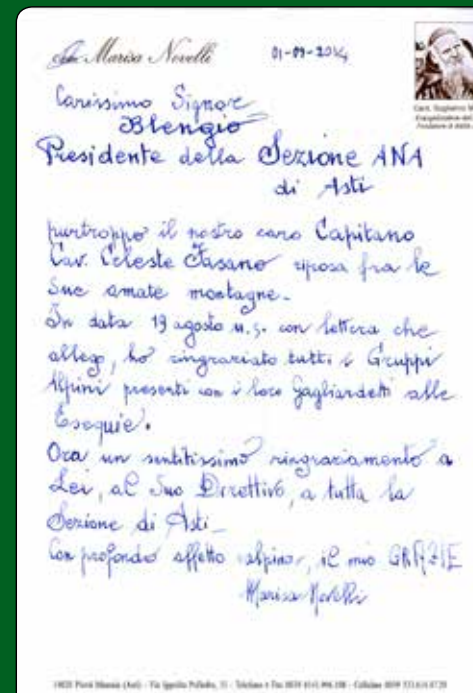 Marisa Novelli
01-09-2014
Card. Guglielmo
Carissimo Signor
Blengio
Presidente della Sezione ANA
di Asti
purtroppo il nostro caro Capitano
Cav. Celeste Fasano riposa fra le
Sue amate montagne.
In data 19 agosto u.s. con lettera che
allego, ho ringraziato tutti i Gruppi
Alpini presenti con i loro Gagliardetti alle
Esequie.
Ora un sentitissimo ringraziamento a
Lei, al Suo Direttivo, a tutta la
Sezione di Asti_
Con profondo affetto "alpino", il mio GRAZIE
Marisa Novelli